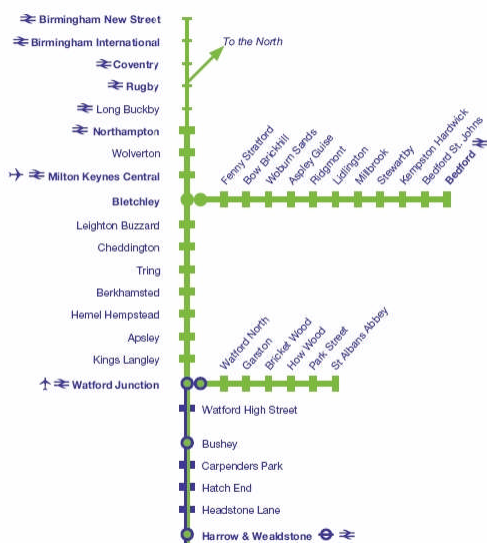 Birmingham New Street
Birmingham International
To the North
Coventry
Rugby
Long Buckby
Northampton
Wolverton
Milton Keynes Central
Bletchley
Fenny Stratford
Bow Brickhill
Woburn Sands
Aspley Guise
Ridgmont
Lidlington
Millbrook
Stewartby
Kempston Hardwick
Bedford St. Johns
Bedford
Leighton Buzzard
Cheddington
Tring
Berkhamsted
Hemel Hempstead
Apsley
Kings Langley
Watford Junction
Watford North
Garston
Bricket Wood
How Wood
Park Street
St Albans Abbey
Watford High Street
Bushey
Carpenders Park
Hatch End
Headstone Lane
Harrow & Wealdstone